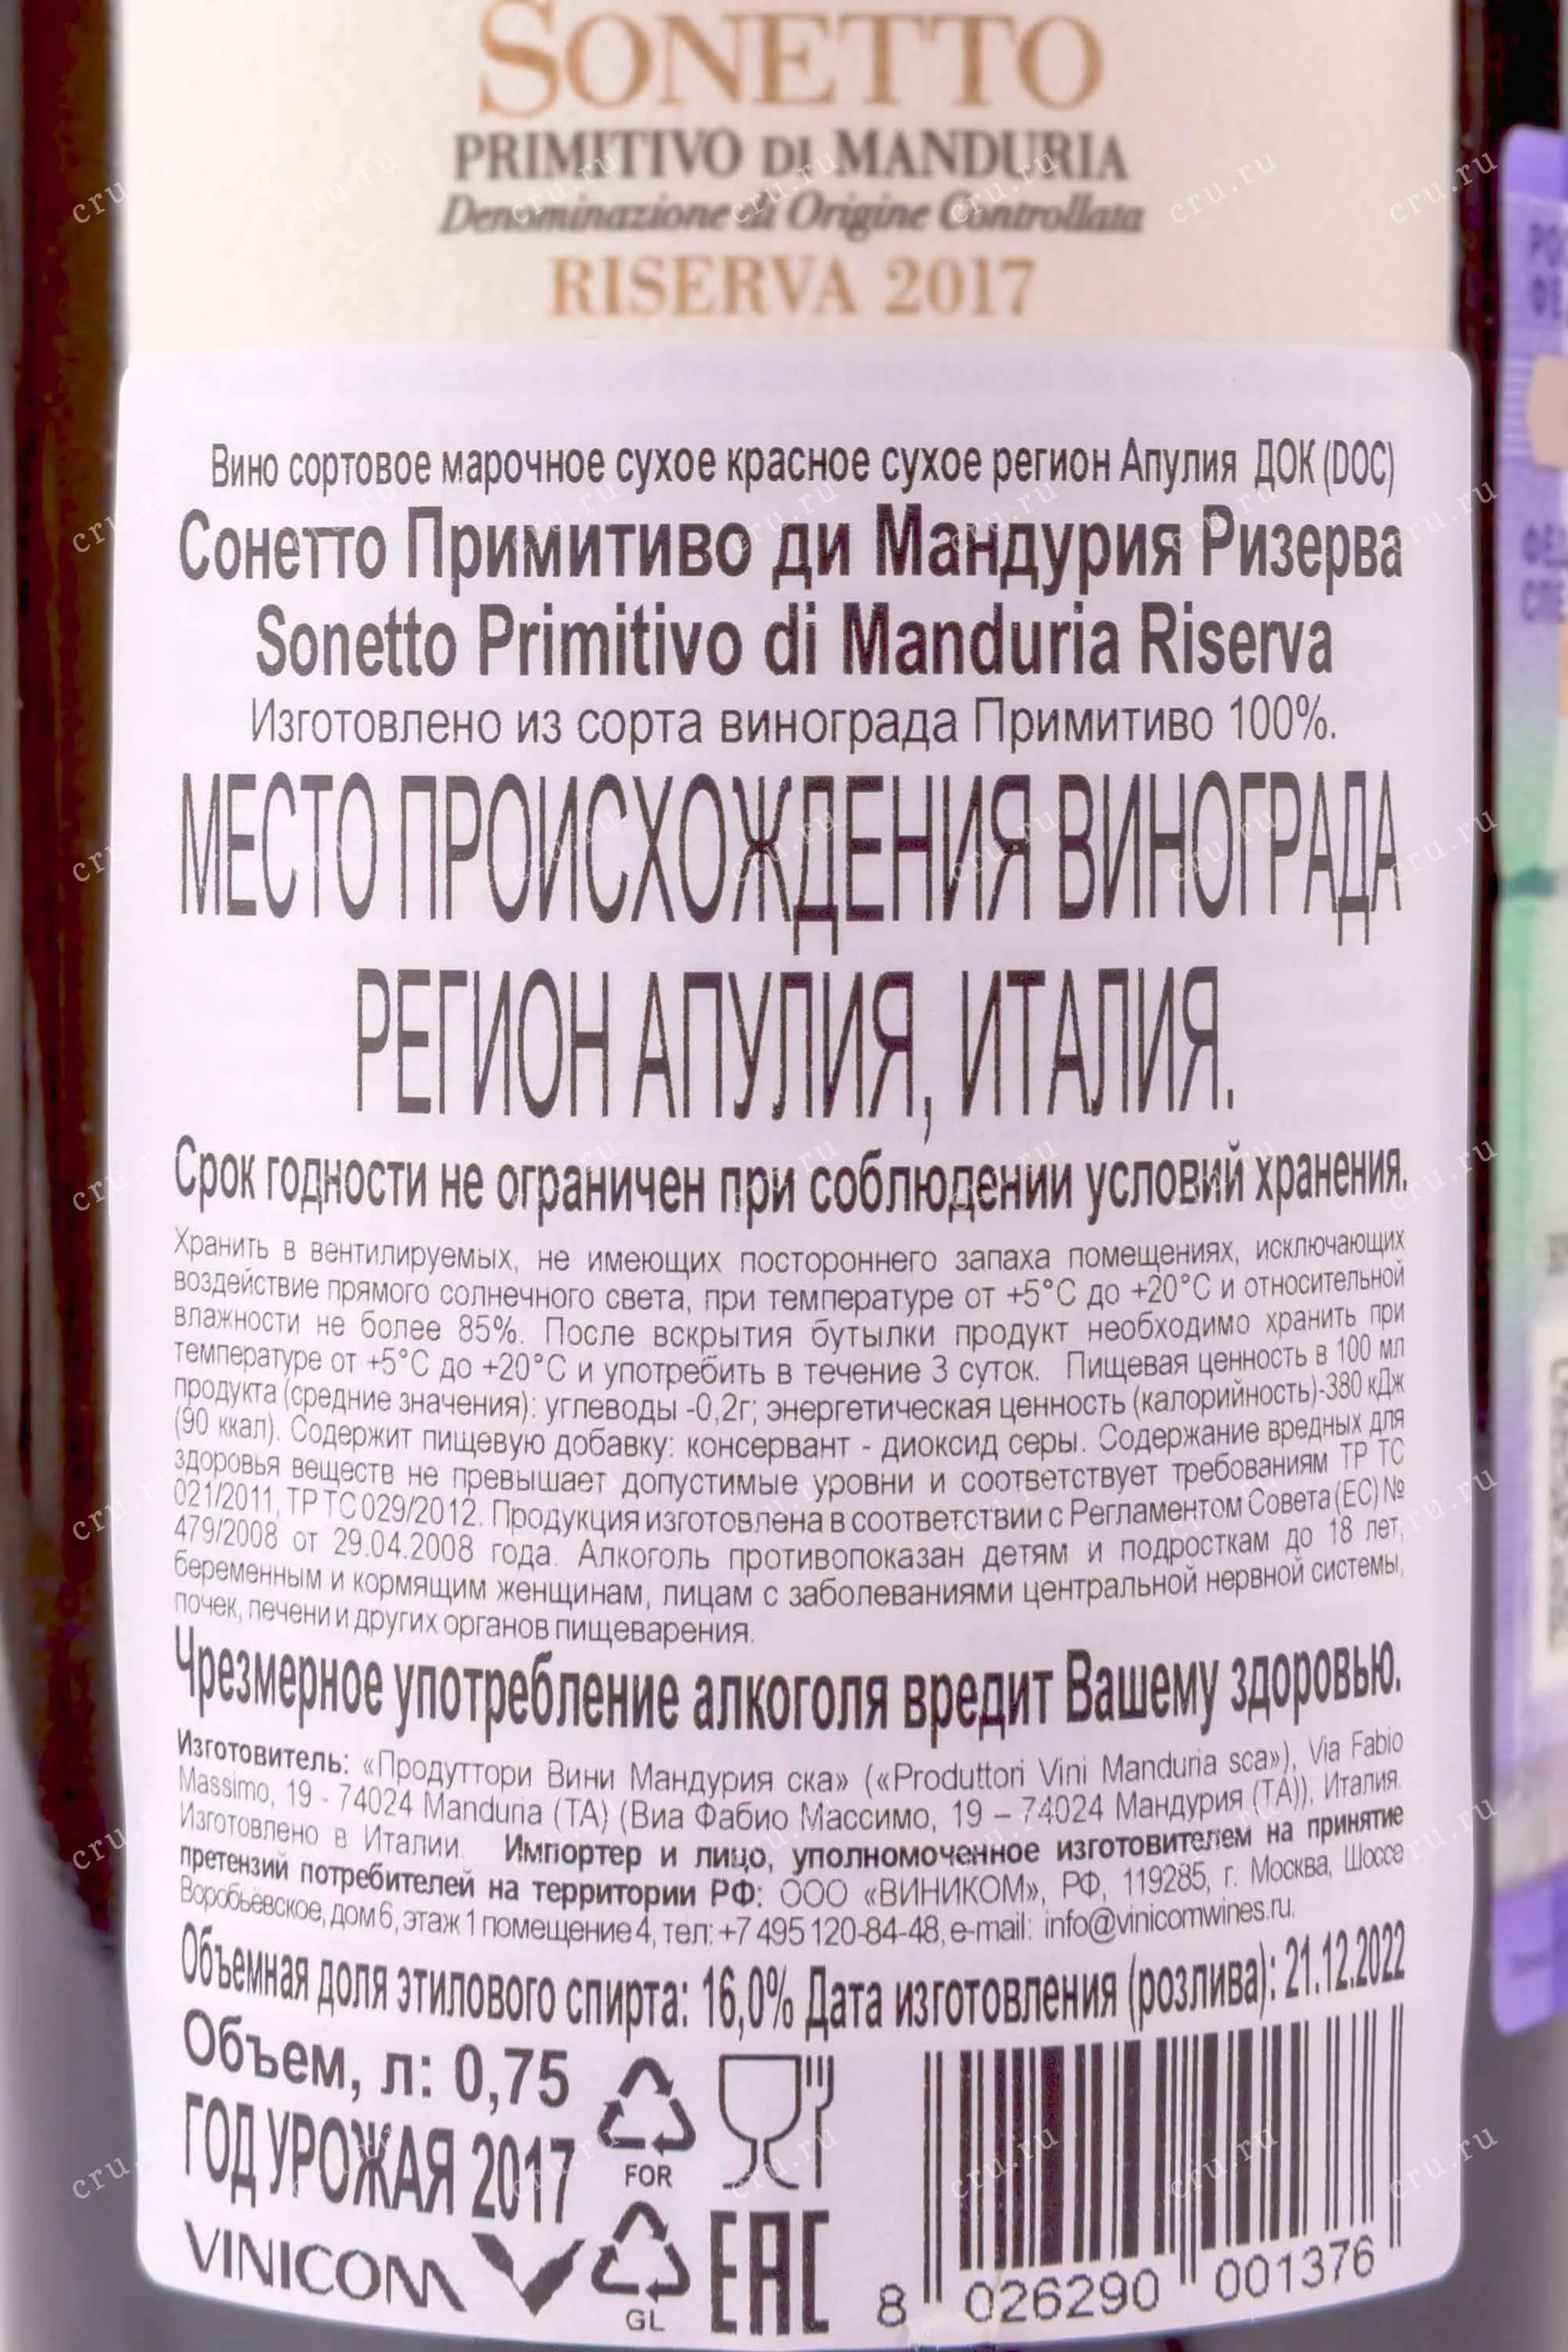 SONETTO
PRIMITIVO DI MANDURIA
Denominazione di Origine Controllata
RISERVA 2017
Вино сортовое марочное сухое красное сухое регион Апулия ДОК (DOC)
Сонетто Примитиво ди Мандурия Ризерва
Sonetto Primitivo di Manduria Riserva
Изготовлено из сорта винограда Примитиво 100%.
МЕСТО ПРОИСХОЖДЕНИЯ ВИНОГРАДА
РЕГИОН АПУЛИЯ, ИТАЛИЯ.
Срок годности не ограничен при соблюдении условий хранения.
Хранить в вентилируемых, не имеющих постороннего запаха помещениях, исключающих
воздействие прямого солнечного света, при температуре от +5°С до +20°С и относительной
влажности не более 85%. После вскрытия бутылки продукт необходимо хранить при
температуре от +5°С до +20°С и употребить в течение 3 суток. Пищевая ценность в 100 мл
продукта (средние значения): углеводы -0,2г; энергетическая ценность (калорийность)-380 кДж
(90 ккал). Содержит пищевую добавку: консервант - диоксид серы. Содержание вредных для
здоровья веществ не превышает допустимые уровни и соответствует требованиям ТР ТС
021/2011, ТР ТС 029/2012. Продукция изготовлена в соответствии с Регламентом Совета (ЕС) №
479/2008 от 29.04.2008 года. Алкоголь противопоказан детям и подросткам до 18 лет,
беременным и кормящим женщинам, лицам с заболеваниями центральной нервной системы,
почек, печени и других органов пищеварения.
Чрезмерное употребление алкоголя вредит Вашему здоровью.
Изготовитель: «Продуттори Вини Мандурия ска» («Produttori Vini Manduria sca»), Via Fabio
Massimo, 19 - 74024 Manduria (TA) (Виа Фабио Массимо, 19 – 74024 Мандурия (ТА)), Италия.
Изготовлено в Италии. Импортер и лицо, уполномоченное изготовителем на принятие
претензий потребителей на территории РФ: ООО «ВИНИКОМ», РФ, 119285, г. Москва, Шоссе
Воробьёвское, дом 6, этаж 1 помещение 4, тел: +7 495 120-84-48, e-mail: info@vinicomwines.ru.
Объемная доля этилового спирта: 16,0% Дата изготовления (розлива): 21.12.2022
Объем, л: 0,75
ГОД УРОЖАЯ 2017
FOR
VINICOM
GL
EAC
8 026290 001376
cru.ru